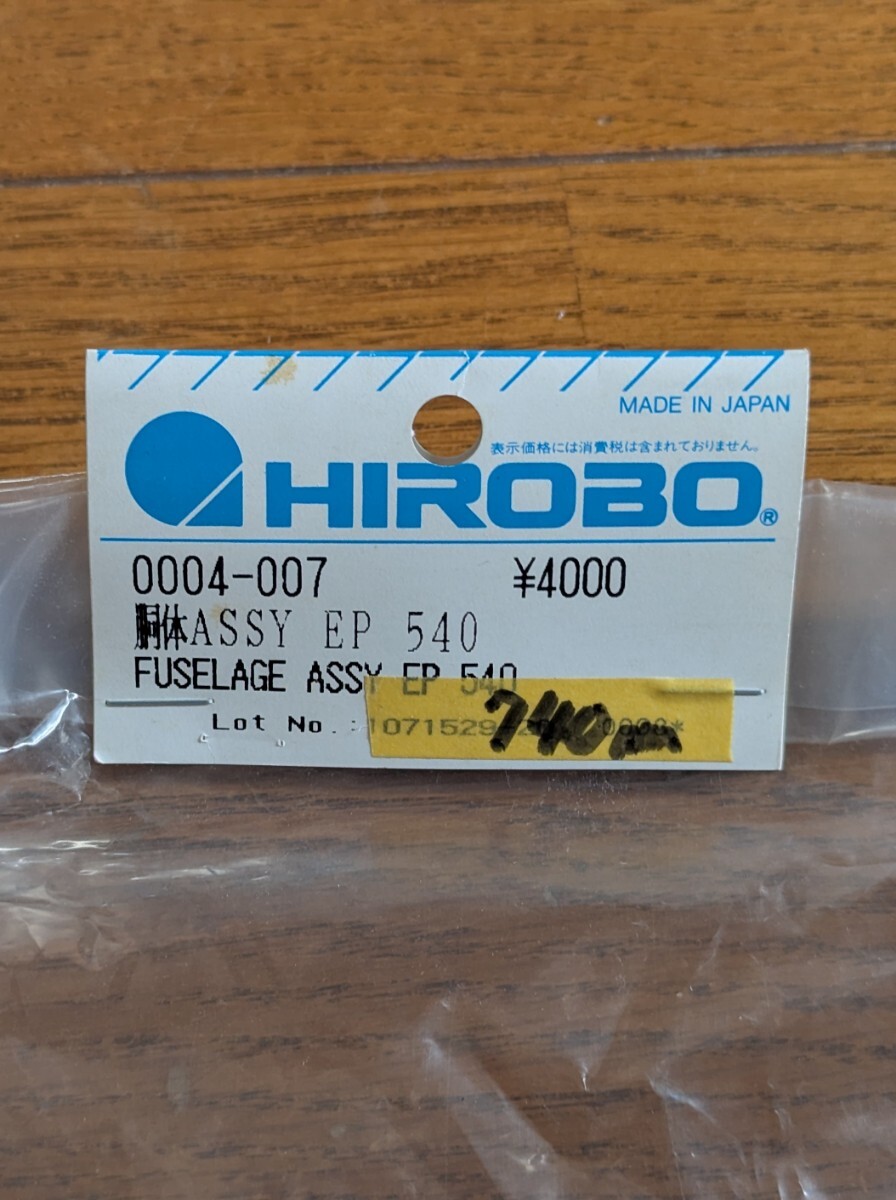 MADE IN JAPAN
表示価格には消費税は含まれておりません。
HIROBO®
0004-007 ¥4000
胴体ASSY EP 540
FUSELAGE ASSY EP 540
Lot No. :1071529
740